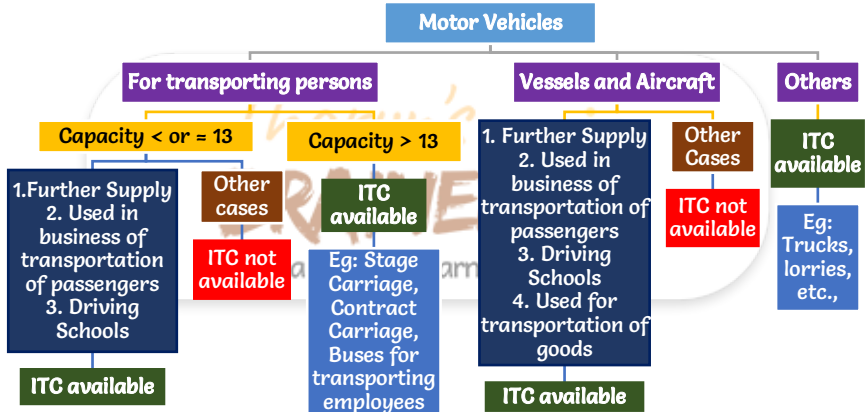 Motor Vehicles
For transporting persons
Vessels and Aircraft
Others
Capacity < or = 13
Capacity > 13
1.Further Supply
2. Used in
business of
transportation
of passengers
3. Driving
Schools
ITC available
Other
cases
ITC not
available
ITC
available
Eg: Stage
Carriage,
Contract
Carriage,
Buses for
transporting
employees
1. Further Supply
2. Used in
business of
transportation of
passengers
3. Driving
Schools
4. Used for
transportation of
goods
ITC available
Other
Cases
ITC not
available
ITC
available
Eg:
Trucks,
lorries,
etc.,